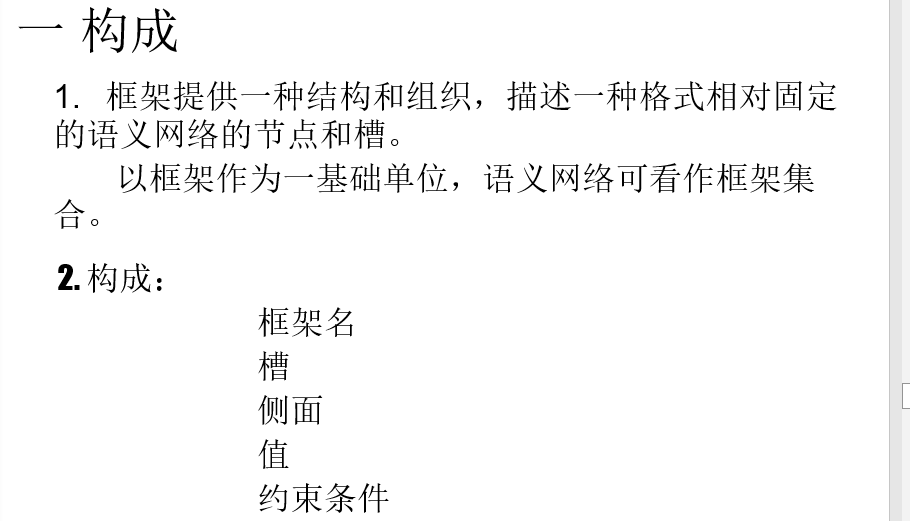 一 构成
1. 框架提供一种结构和组织，描述一种格式相对固定
的语义网络的节点和槽。
以框架作为一基础单位，语义网络可看作框架集
合。
2. 构成：
框架名
槽
侧面
值
约束条件